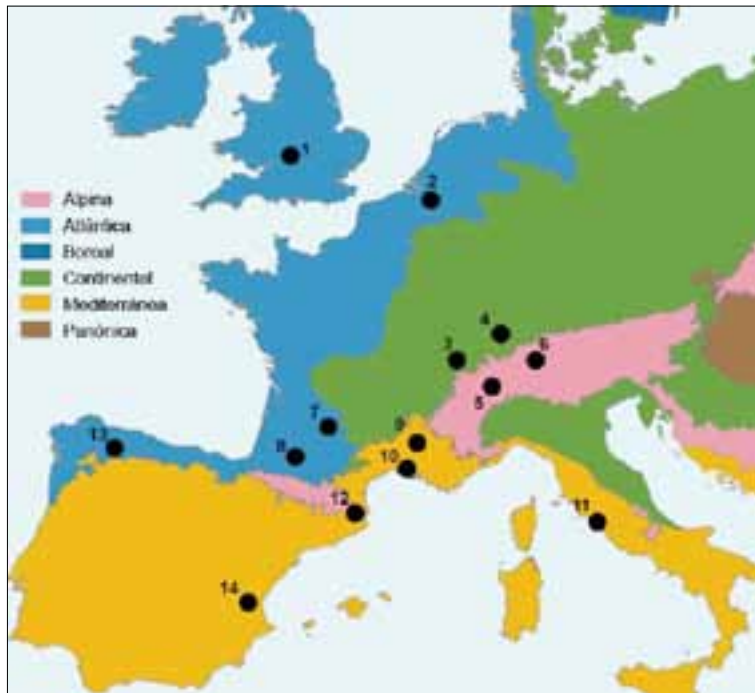 1
2
Alpina
Atlántica
Boreal
Continental
Mediterránea
Panónica
4
3
6
5
7
9
13
8
10
12
11
14